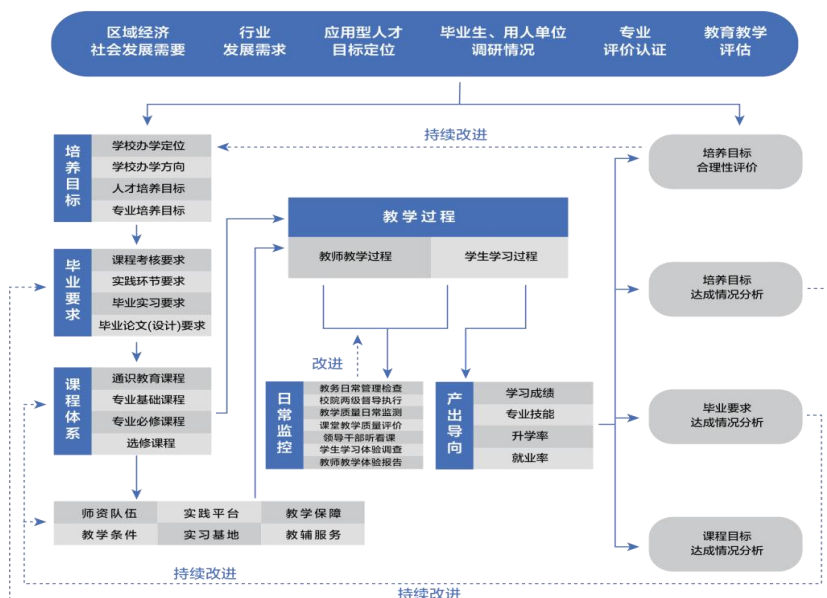 区域经济
社会发展需要
行业
发展需求
应用型人才
目标定位
毕业生、用人单位
调研情况
专业
评价认证
教育教学
评估
持续改进
培养目标
学校办学定位
学校办学方向
人才培养目标
专业培养目标
毕业要求
课程考核要求
实践环节要求
毕业实习要求
毕业论文(设计)要求
课程体系
通识教育课程
专业基础课程
专业必修课程
选修课程
师资队伍
实践平台
教学保障
教学条件
实习基地
教辅服务
教学过程
教师教学过程
学生学习过程
改进
日常监控
教务日常管理检查
校院两级督导执行
教学质量日常监测
课堂教学质量评价
领导干部听看课
学生学习体验调查
教师教学体验报告
产出导向
学习成绩
专业技能
升学率
就业率
培养目标
合理性评价
培养目标
达成情况分析
毕业要求
达成情况分析
课程目标
达成情况分析
持续改进
持续改进